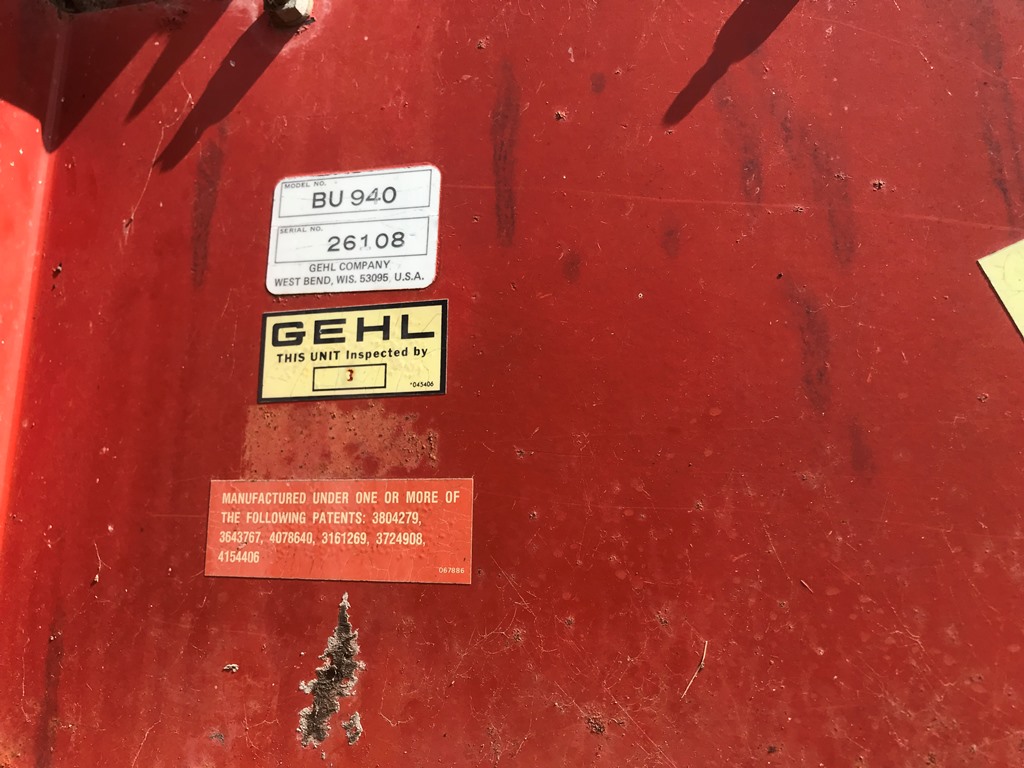 MODEL NO.
BU 940
SERIAL NO.
26108
GEHL COMPANY
WEST BEND, WIS. 53095, U.S.A.
GEHL
THIS UNIT Inspected by
3
*045406
MANUFACTURED UNDER ONE OR MORE OF
THE FOLLOWING PATENTS: 3804279,
3643767, 4078640, 3161269, 3724908,
4154406
067886